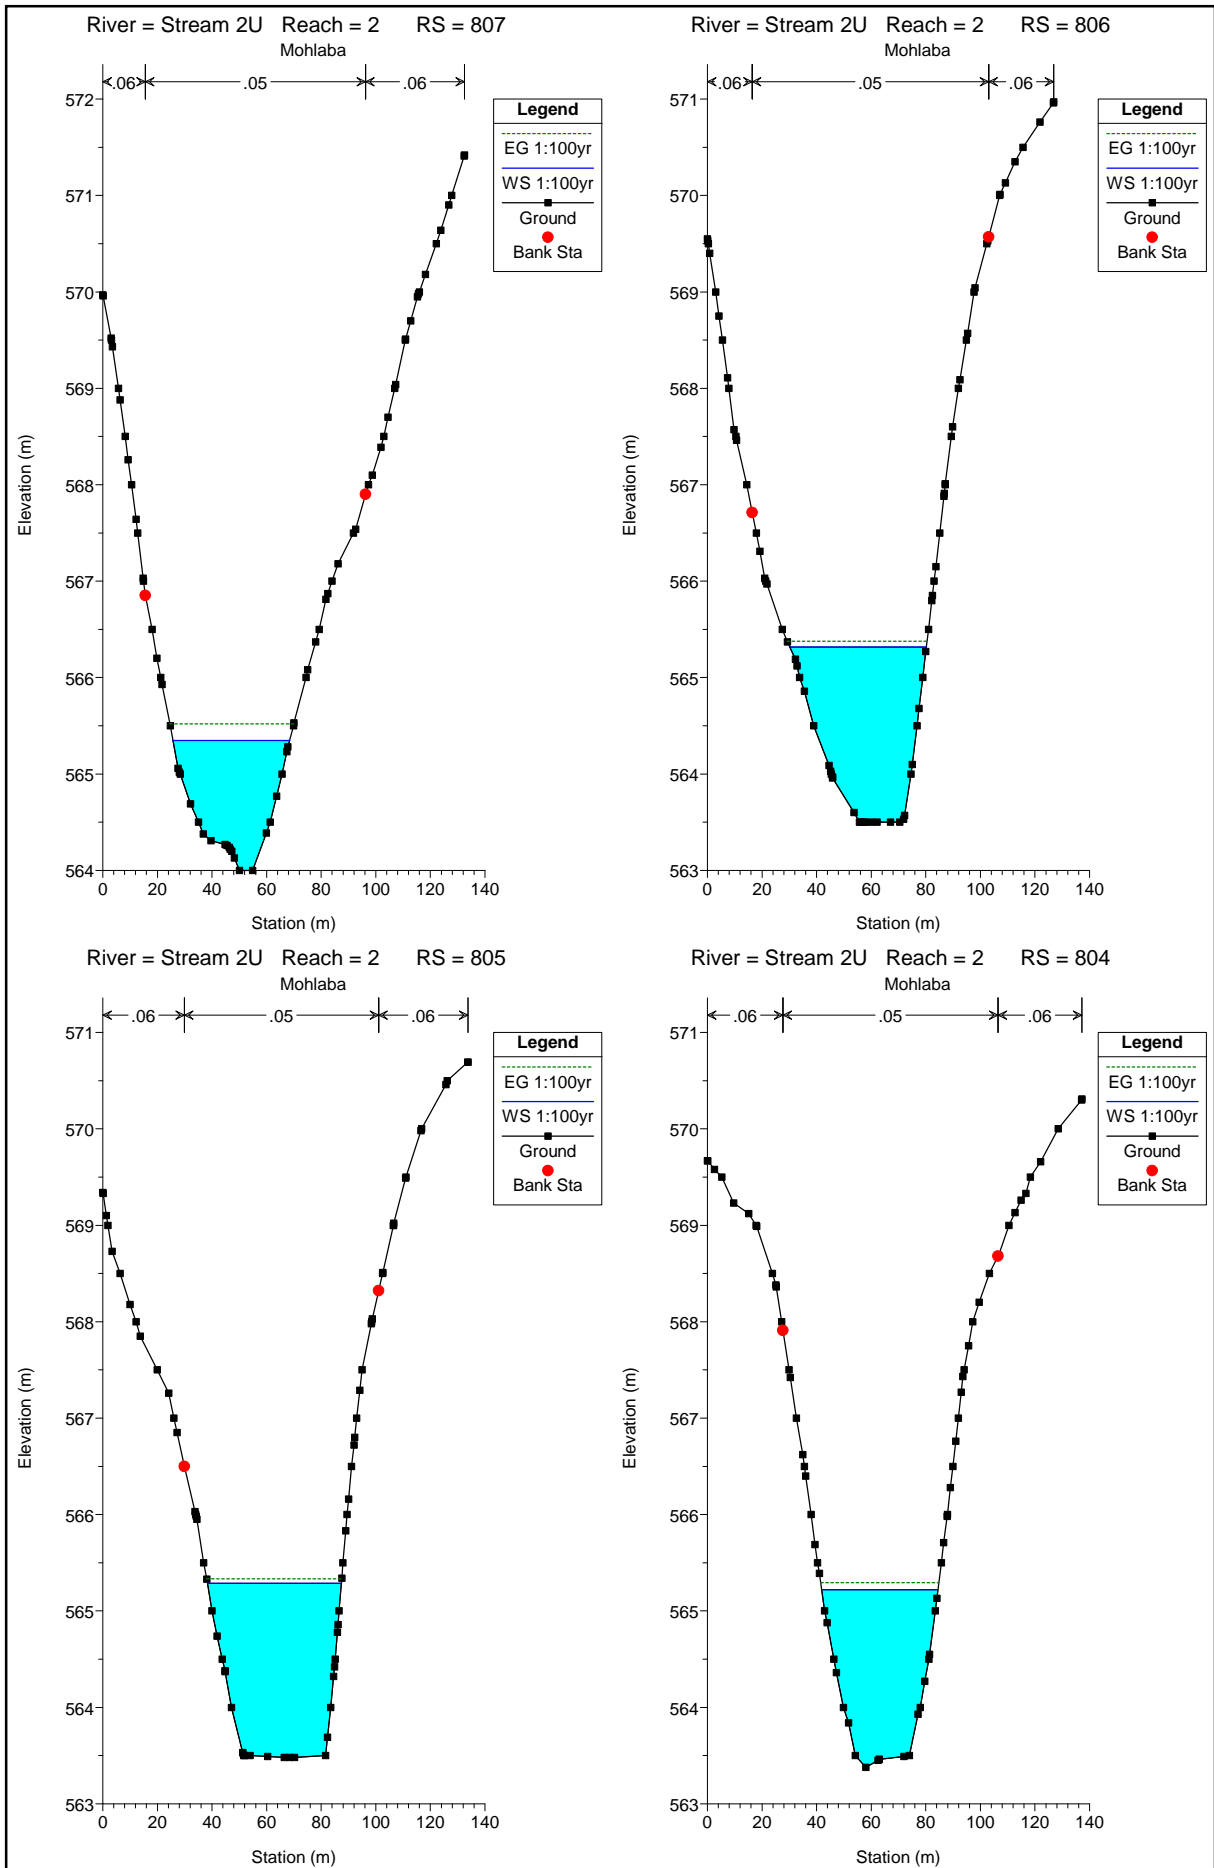 River = Stream 2U Reach = 2 RS = 807
Mohlaba
.06 .05 .06
Legend
EG 1:100yr
WS 1:100yr
Ground
Bank Sta
572
571
570
569
568
567
566
565
564
Elevation (m)
0 20 40 60 80 100 120 140
Station (m)
River = Stream 2U Reach = 2 RS = 806
Mohlaba
.06 .05 .06
Legend
EG 1:100yr
WS 1:100yr
Ground
Bank Sta
571
570
569
568
567
566
565
564
563
Elevation (m)
0 20 40 60 80 100 120 140
Station (m)
River = Stream 2U Reach = 2 RS = 805
Mohlaba
.06 .05 .06
Legend
EG 1:100yr
WS 1:100yr
Ground
Bank Sta
571
570
569
568
567
566
565
564
563
Elevation (m)
0 20 40 60 80 100 120 140
Station (m)
River = Stream 2U Reach = 2 RS = 804
Mohlaba
.06 .05 .06
Legend
EG 1:100yr
WS 1:100yr
Ground
Bank Sta
571
570
569
568
567
566
565
564
563
Elevation (m)
0 20 40 60 80 100 120 140
Station (m)